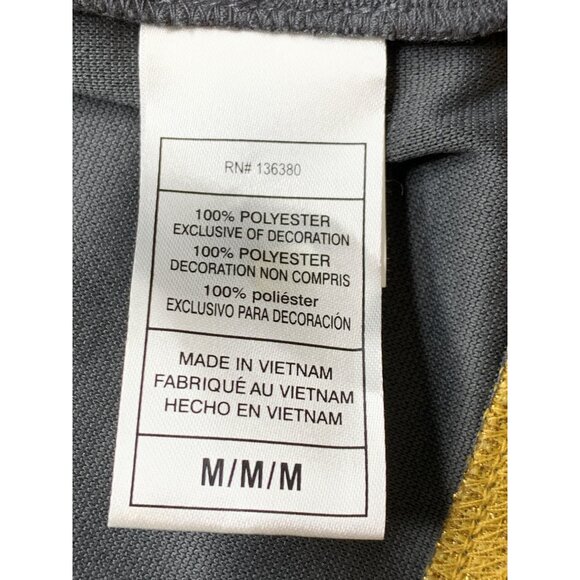 RN# 136380
100% POLYESTER
EXCLUSIVE OF DECORATION
100% POLYESTER
DECORATION NON COMPRIS
100% poliéster
EXCLUSIVO PARA DECORACIÓN
MADE IN VIETNAM
FABRIQUÉ AU VIETNAM
HECHO EN VIETNAM
M/M/M